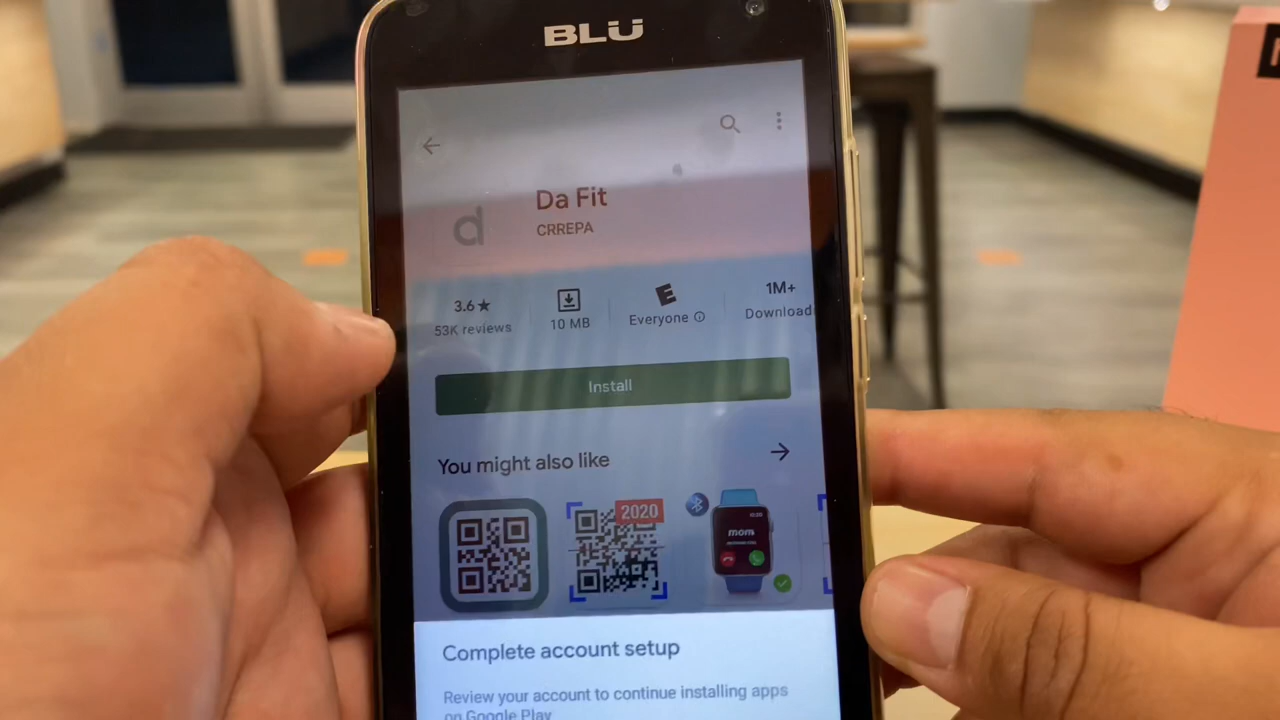 BLU
Da Fit
CRREPA
3.6★
53K reviews
10 MB
E
Everyone
1M+
Download
Install
You might also like
2020
mom
Complete account setup
Review your account to continue installing apps
on Google Play